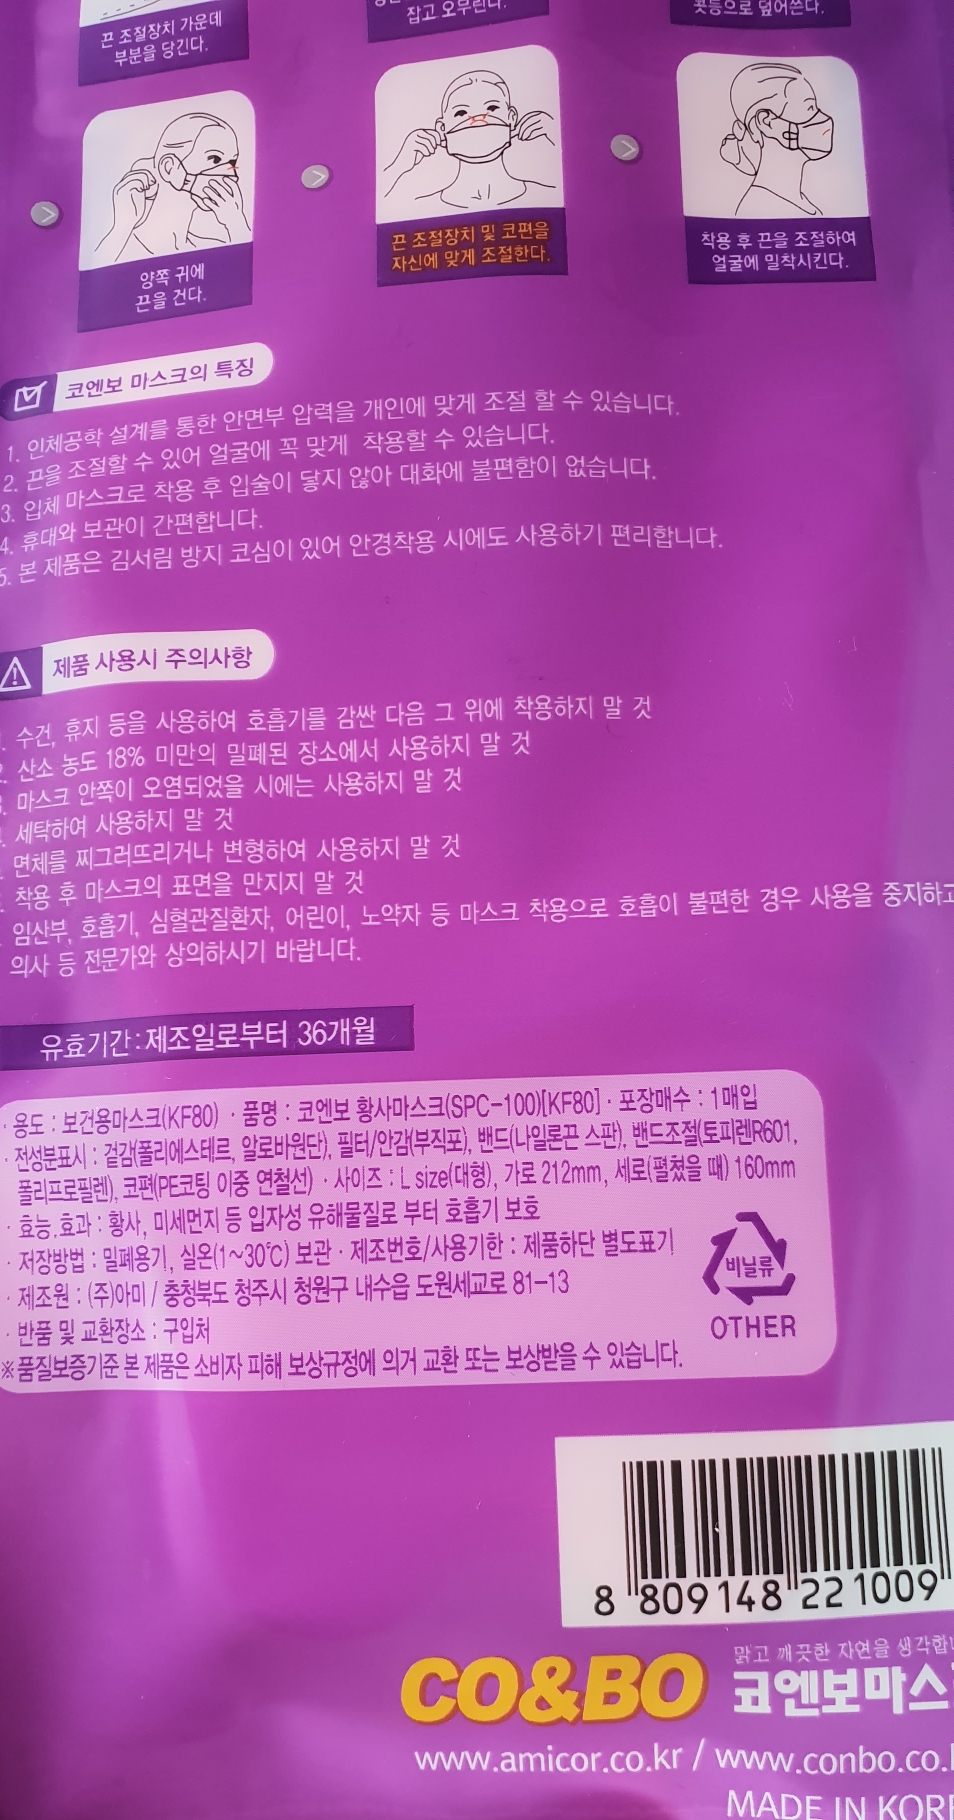 끈 조절장치 가운데
부분을 당긴다.
잡고 오무린다.
콧등으로 덮어쓴다.
양쪽 귀에
끈을 건다.
끈 조절장치 및 코편을
자신에 맞게 조절한다.
착용 후 끈을 조절하여
얼굴에 밀착시킨다.
코엔보 마스크의 특징
1. 인체공학 설계를 통한 안면부 압력을 개인에 맞게 조절 할 수 있습니다.
2. 끈을 조절할 수 있어 얼굴에 꼭 맞게 착용할 수 있습니다.
3. 입체 마스크로 착용 후 입술이 닿지 않아 대화에 불편함이 없습니다.
4. 휴대와 보관이 간편합니다.
5. 본 제품은 김서림 방지 코심이 있어 안경착용 시에도 사용하기 편리합니다.
제품 사용시 주의사항
수건, 휴지 등을 사용하여 호흡기를 감싼 다음 그 위에 착용하지 말 것
산소 농도 18% 미만의 밀폐된 장소에서 사용하지 말 것
마스크 안쪽이 오염되었을 시에는 사용하지 말 것
세탁하여 사용하지 말 것
면체를 찌그러뜨리거나 변형하여 사용하지 말 것
착용 후 마스크의 표면을 만지지 말 것
임산부, 호흡기, 심혈관질환자, 어린이, 노약자 등 마스크 착용으로 호흡이 불편한 경우 사용을 중지하고
의사 등 전문가와 상의하시기 바랍니다.
유효기간:제조일로부터 36개월
· 용도 : 보건용마스크(KF80) · 품명 : 코엔보 황사마스크(SPC-100)[KF80] · 포장매수 : 1매입
· 전성분표시 : 겉감(폴리에스테르, 알로바원단), 필터/안감(부직포), 밴드(나일론끈 스판), 밴드조절(토피렌R601,
폴리프로필렌), 코편(PE코팅 이중 연철선) · 사이즈 : L size(대형), 가로 212mm, 세로(펼쳤을 때) 160mm
· 효능.효과 : 황사, 미세먼지 등 입자성 유해물질로 부터 호흡기 보호
· 저장방법 : 밀폐용기, 실온(1~30℃) 보관 · 제조번호/사용기한 : 제품하단 별도표기
· 제조원 : (주)아미 / 충청북도 청주시 청원구 내수읍 도원세교로 81-13
· 반품 및 교환장소 : 구입처
※품질보증기준 본 제품은 소비자 피해 보상규정에 의거 교환 또는 보상받을 수 있습니다.
비닐류
OTHER
8 809148 221009
맑고 깨끗한 자연을 생각합
CO&BO 코엔보마스
www.amicor.co.kr / www.conbo.co.
MADE IN KOR